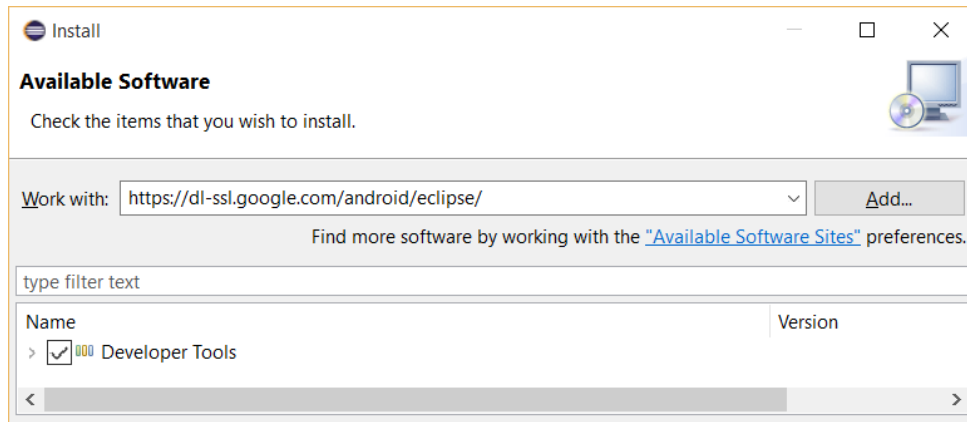 Install
Available Software
Check the items that you wish to install.
Work with: https://dl-ssl.google.com/android/eclipse/ Add...
Find more software by working with the "Available Software Sites" preferences.
type filter text
Name Version
Developer Tools